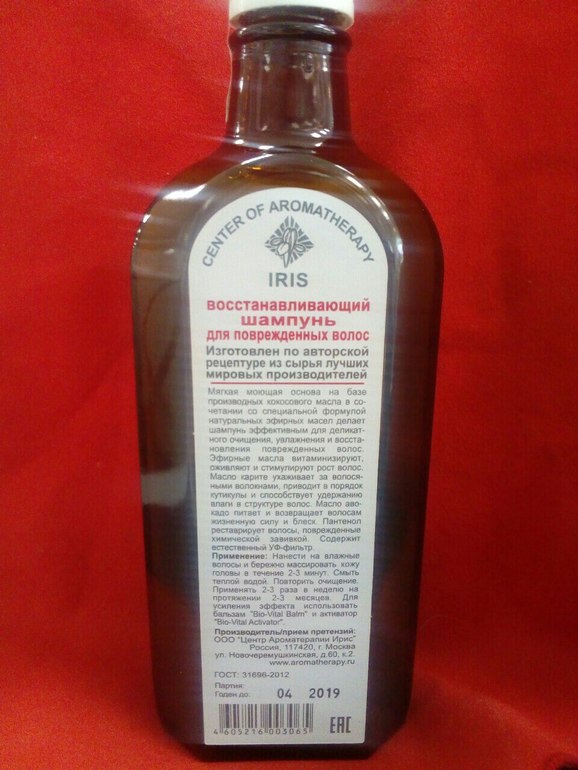 CENTER OF AROMATHERAPY
IRIS
восстанавливающий
шампунь
для поврежденных волос
Изготовлен по авторской
рецептуре из сырья лучших
мировых производителей
Мягкая моющая основа на базе
производных кокосового масла в со-
четании со специальной формулой
натуральных эфирных масел делает
шампунь эффективным для деликат-
ного очищения, увлажнения и восста-
новления поврежденных волос.
Эфирные масла витаминизируют,
оживляют и стимулируют рост волос.
Масло карите ухаживает за волося-
ными волокнами, приводит в порядок
кутикулы и способствует удержанию
влаги в структуре волос. Масло аво-
кадо питает и возвращает волосам
жизненную силу и блеск. Пантенол
реставрирует волосы, поврежденные
химической завивкой. Содержит
естественный УФ-фильтр.
Применение: Нанести на влажные
волосы и бережно массировать кожу
головы в течение 2-3 минут. Смыть
теплой водой. Повторить очищение.
Применять 2-3 раза в неделю на
протяжении 2-3 месяцев. Для
усиления эффекта использовать
бальзам "Bio-Vital Balm" и активатор
"Bio-Vital Activator".
Производитель/прием претензий:
ООО "Центр Ароматерапии Ирис"
Россия, 117420, г. Москва
ул. Новочеремушкинская, д.60, к.2.
www.aromatherapy.ru
ГОСТ: 31696-2012
Партия:
Годен до: 04 2019
4 605216 003065
EAC